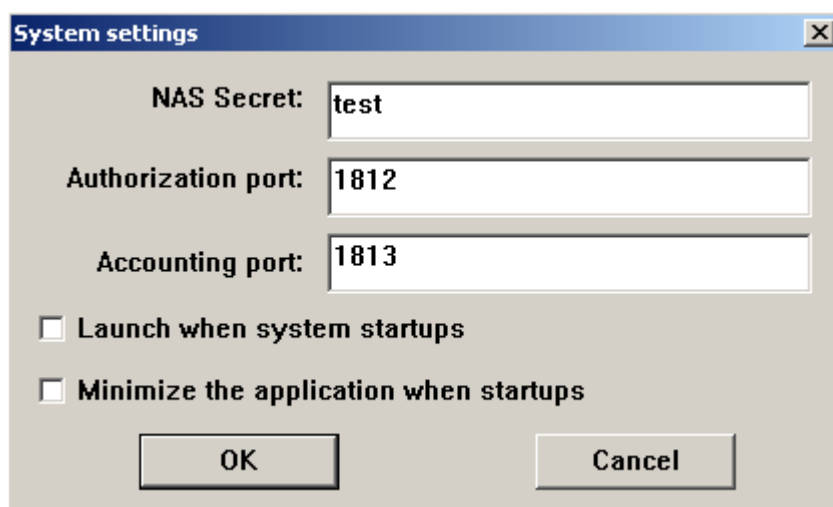 System settings
NAS Secret: test
Authorization port: 1812
Accounting port: 1813
Launch when system startups
Minimize the application when startups
OK Cancel